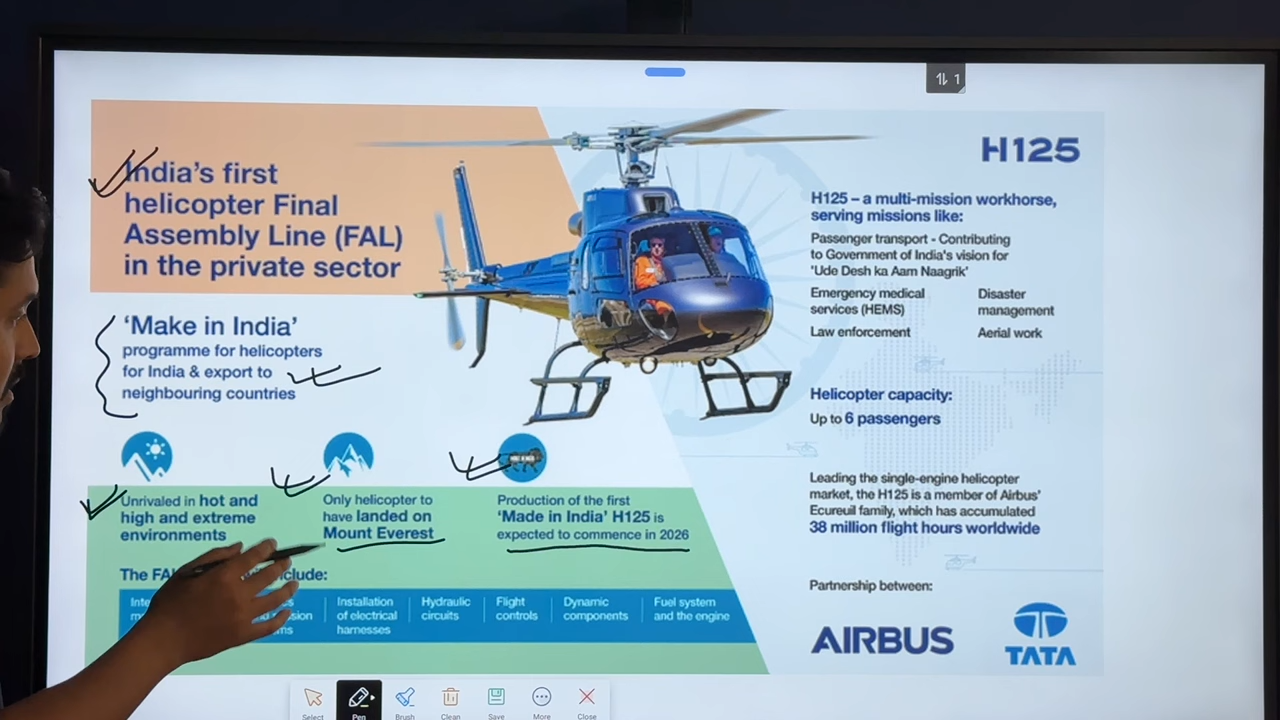 1
India's first
helicopter Final
Assembly Line (FAL)
in the private sector
'Make in India'
programme for helicopters
for India & export to
neighbouring countries
Unrivaled in hot and
high and extreme
environments
Only helicopter to
have landed on
Mount Everest
Production of the first
'Made in India' H125 is
expected to commence in 2026
The include:
Installation
of electrical
harnesses
Hydraulic
circuits
Flight
controls
Dynamic
components
Fuel system
and the engine
H125
H125 – a multi-mission workhorse,
serving missions like:
Passenger transport - Contributing
to Government of India's vision for
'Ude Desh ka Aam Naagrik'
Emergency medical
services (HEMS)
Disaster
management
Law enforcement
Aerial work
Helicopter capacity:
Up to 6 passengers
Leading the single-engine helicopter
market, the H125 is a member of Airbus'
Ecureuil family, which has accumulated
38 million flight hours worldwide
Partnership between:
AIRBUS
TATA
Select
Pen
Brush
Clean
Save
More
Close